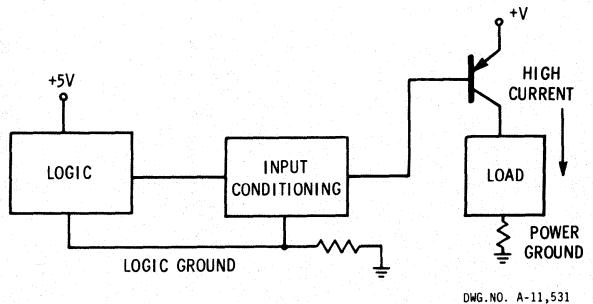 +V
+5V
HIGH
CURRENT
LOGIC
INPUT
CONDITIONING
LOAD
LOGIC GROUND
POWER
GROUND
DWG.NO. A-11,531